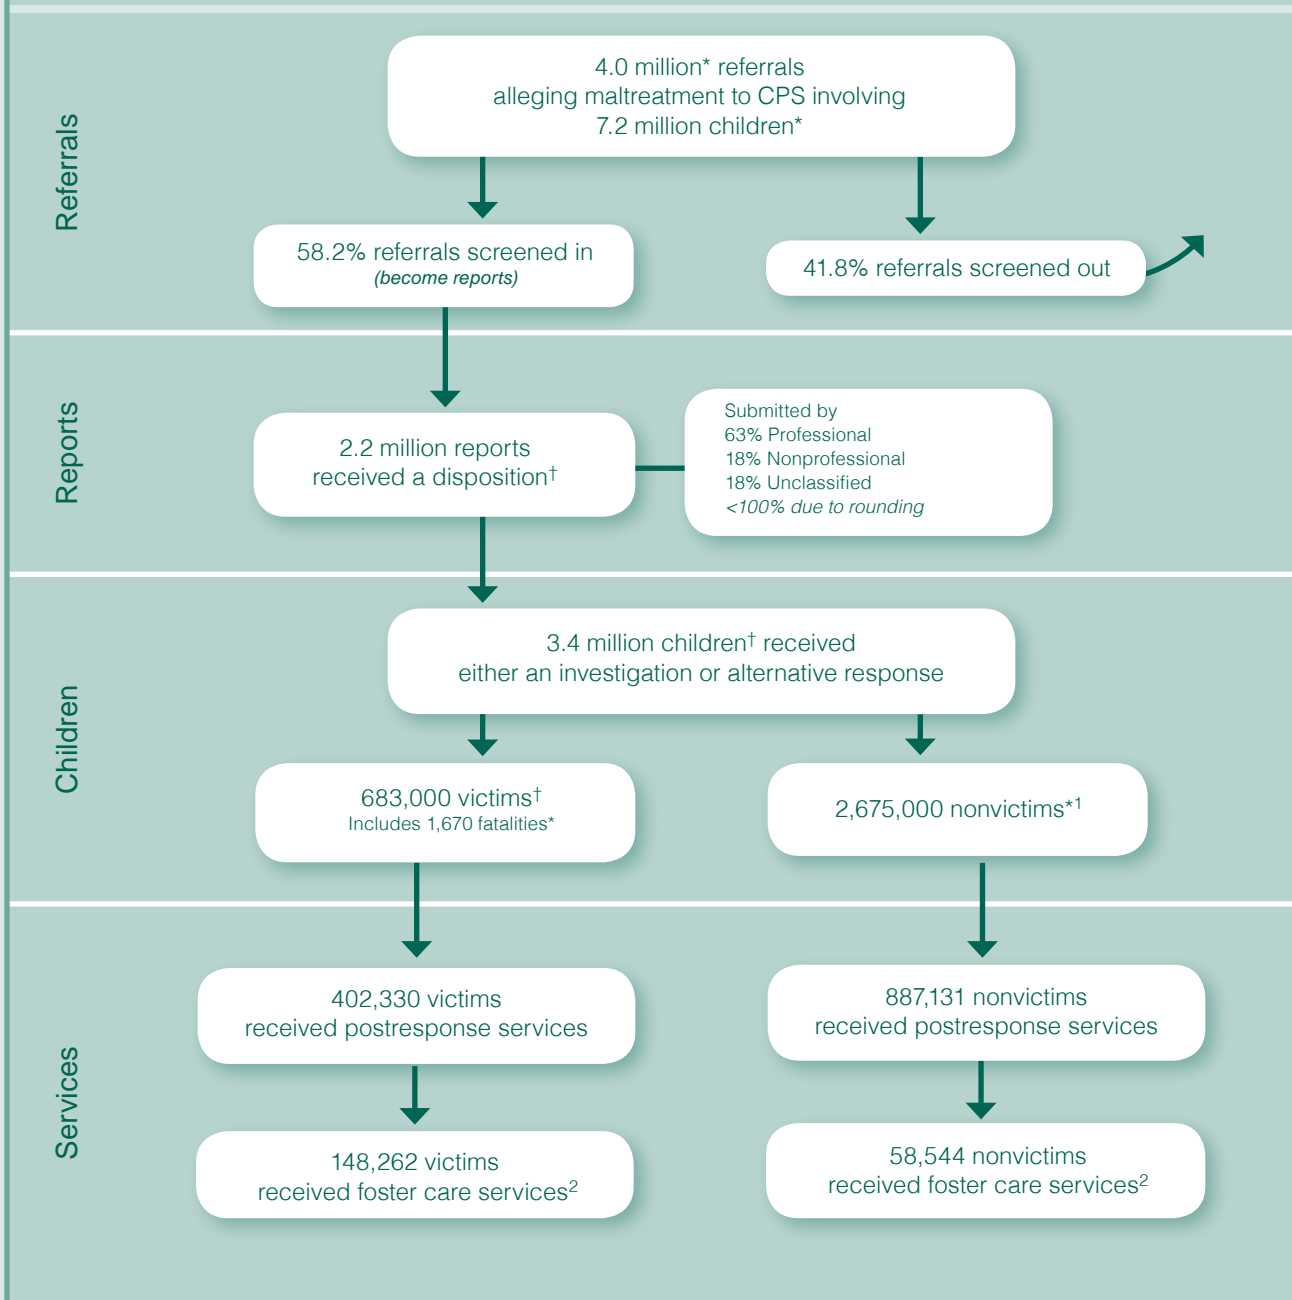 Referrals
4.0 million* referrals
alleging maltreatment to CPS involving
7.2 million children*
58.2% referrals screened in
(become reports)
41.8% referrals screened out
Reports
2.2 million reports
received a disposition†
Submitted by
63% Professional
18% Nonprofessional
18% Unclassified
<100% due to rounding
Children
3.4 million children† received
either an investigation or alternative response
683,000 victims†
Includes 1,670 fatalities*
2,675,000 nonvictims*1
Services
402,330 victims
received postresponse services
887,131 nonvictims
received postresponse services
148,262 victims
received foster care services2
58,544 nonvictims
received foster care services2